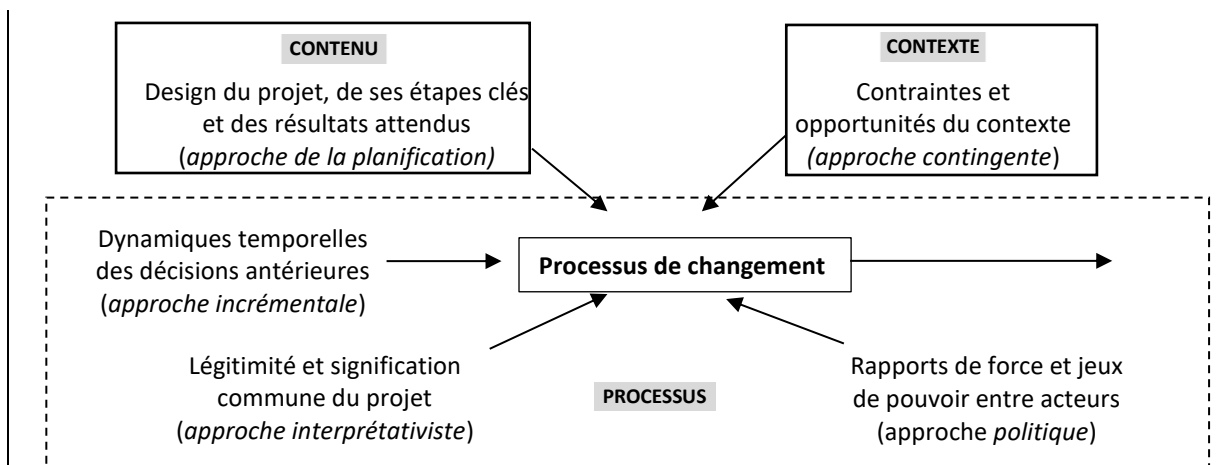 CONTENU
Design du projet, de ses étapes clés
et des résultats attendus
(approche de la planification)
CONTEXTE
Contraintes et
opportunités du contexte
(approche contingente)
Dynamiques temporelles
des décisions antérieures
(approche incrémentale)
Processus de changement
Légitimité et signification
commune du projet
(approche interprétativiste)
PROCESSUS
Rapports de force et jeux
de pouvoir entre acteurs
(approche politique)